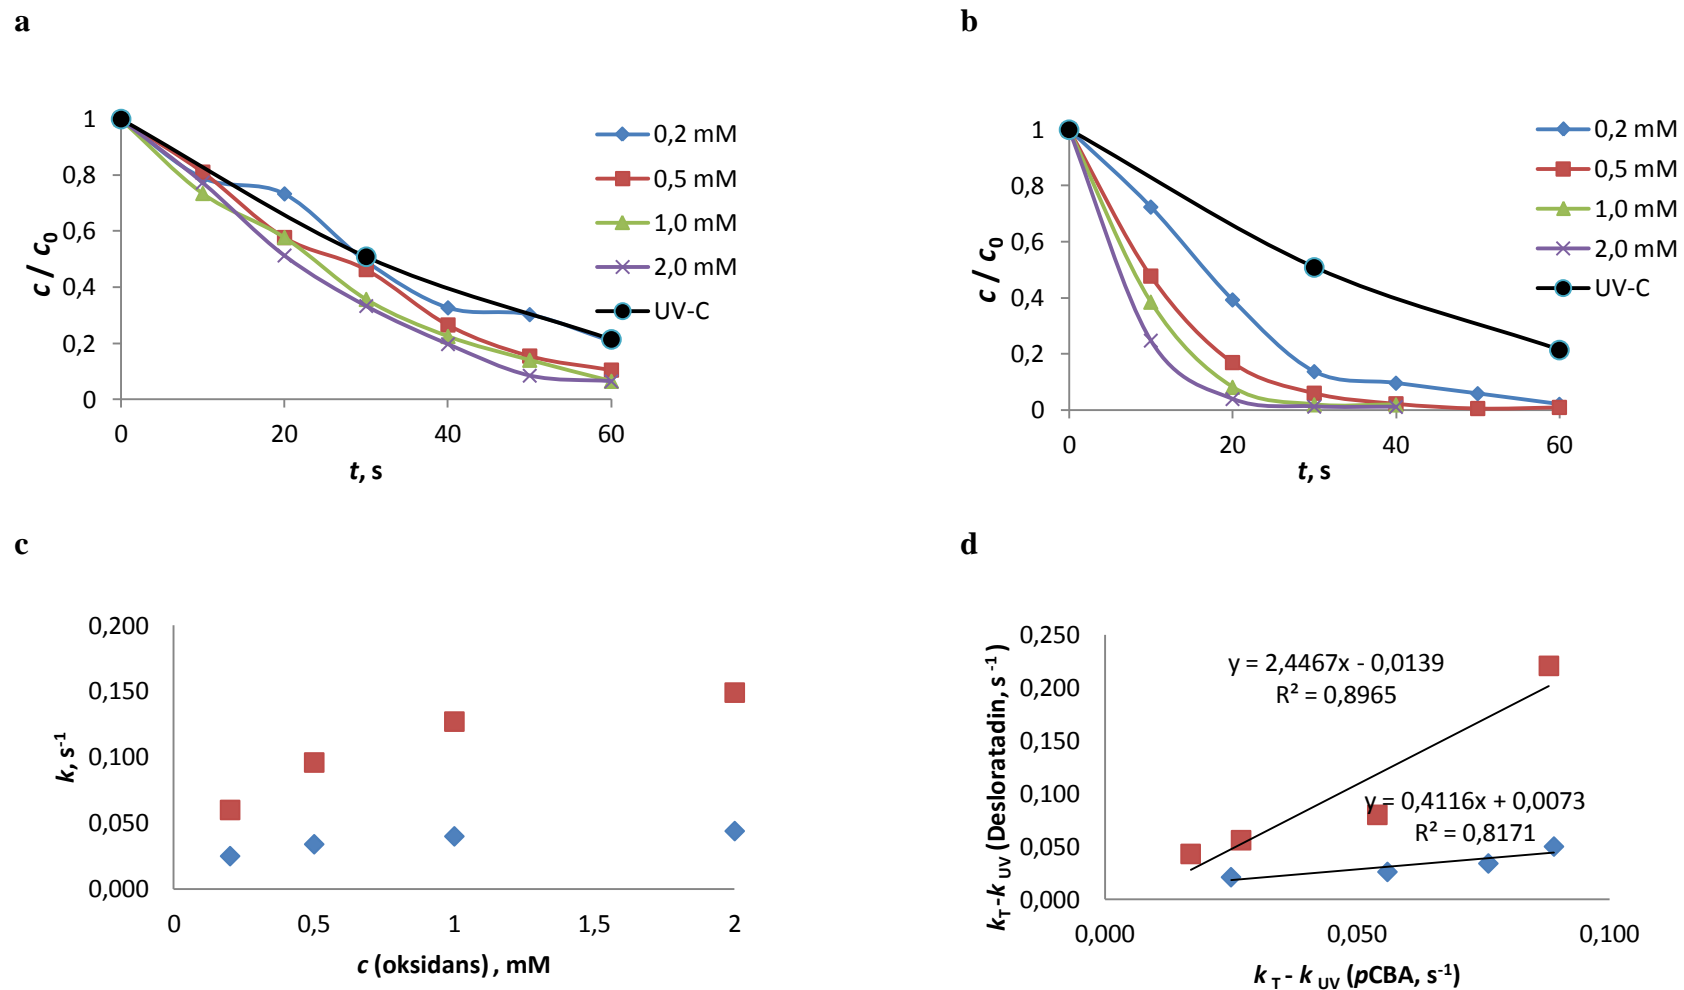 a
1
0,8
0,6
0,4
0,2
0
0
20
40
60
c / c0
t, s
0,2 mM
0,5 mM
1,0 mM
2,0 mM
UV-C
b
1
0,8
0,6
0,4
0,2
0
0
20
40
60
c / c0
t, s
0,2 mM
0,5 mM
1,0 mM
2,0 mM
UV-C
c
0,200
0,150
0,100
0,050
0,000
0
0,5
1
1,5
2
k, s-1
c (oksidans) , mM
d
0,250
0,200
0,150
0,100
0,050
0,000
0,000
0,050
0,100
y = 2,4467x - 0,0139
R² = 0,8965
y = 0,4116x + 0,0073
R² = 0,8171
kT-k UV (Desloratadin, s -1)
k T - k UV (pCBA, s-1)